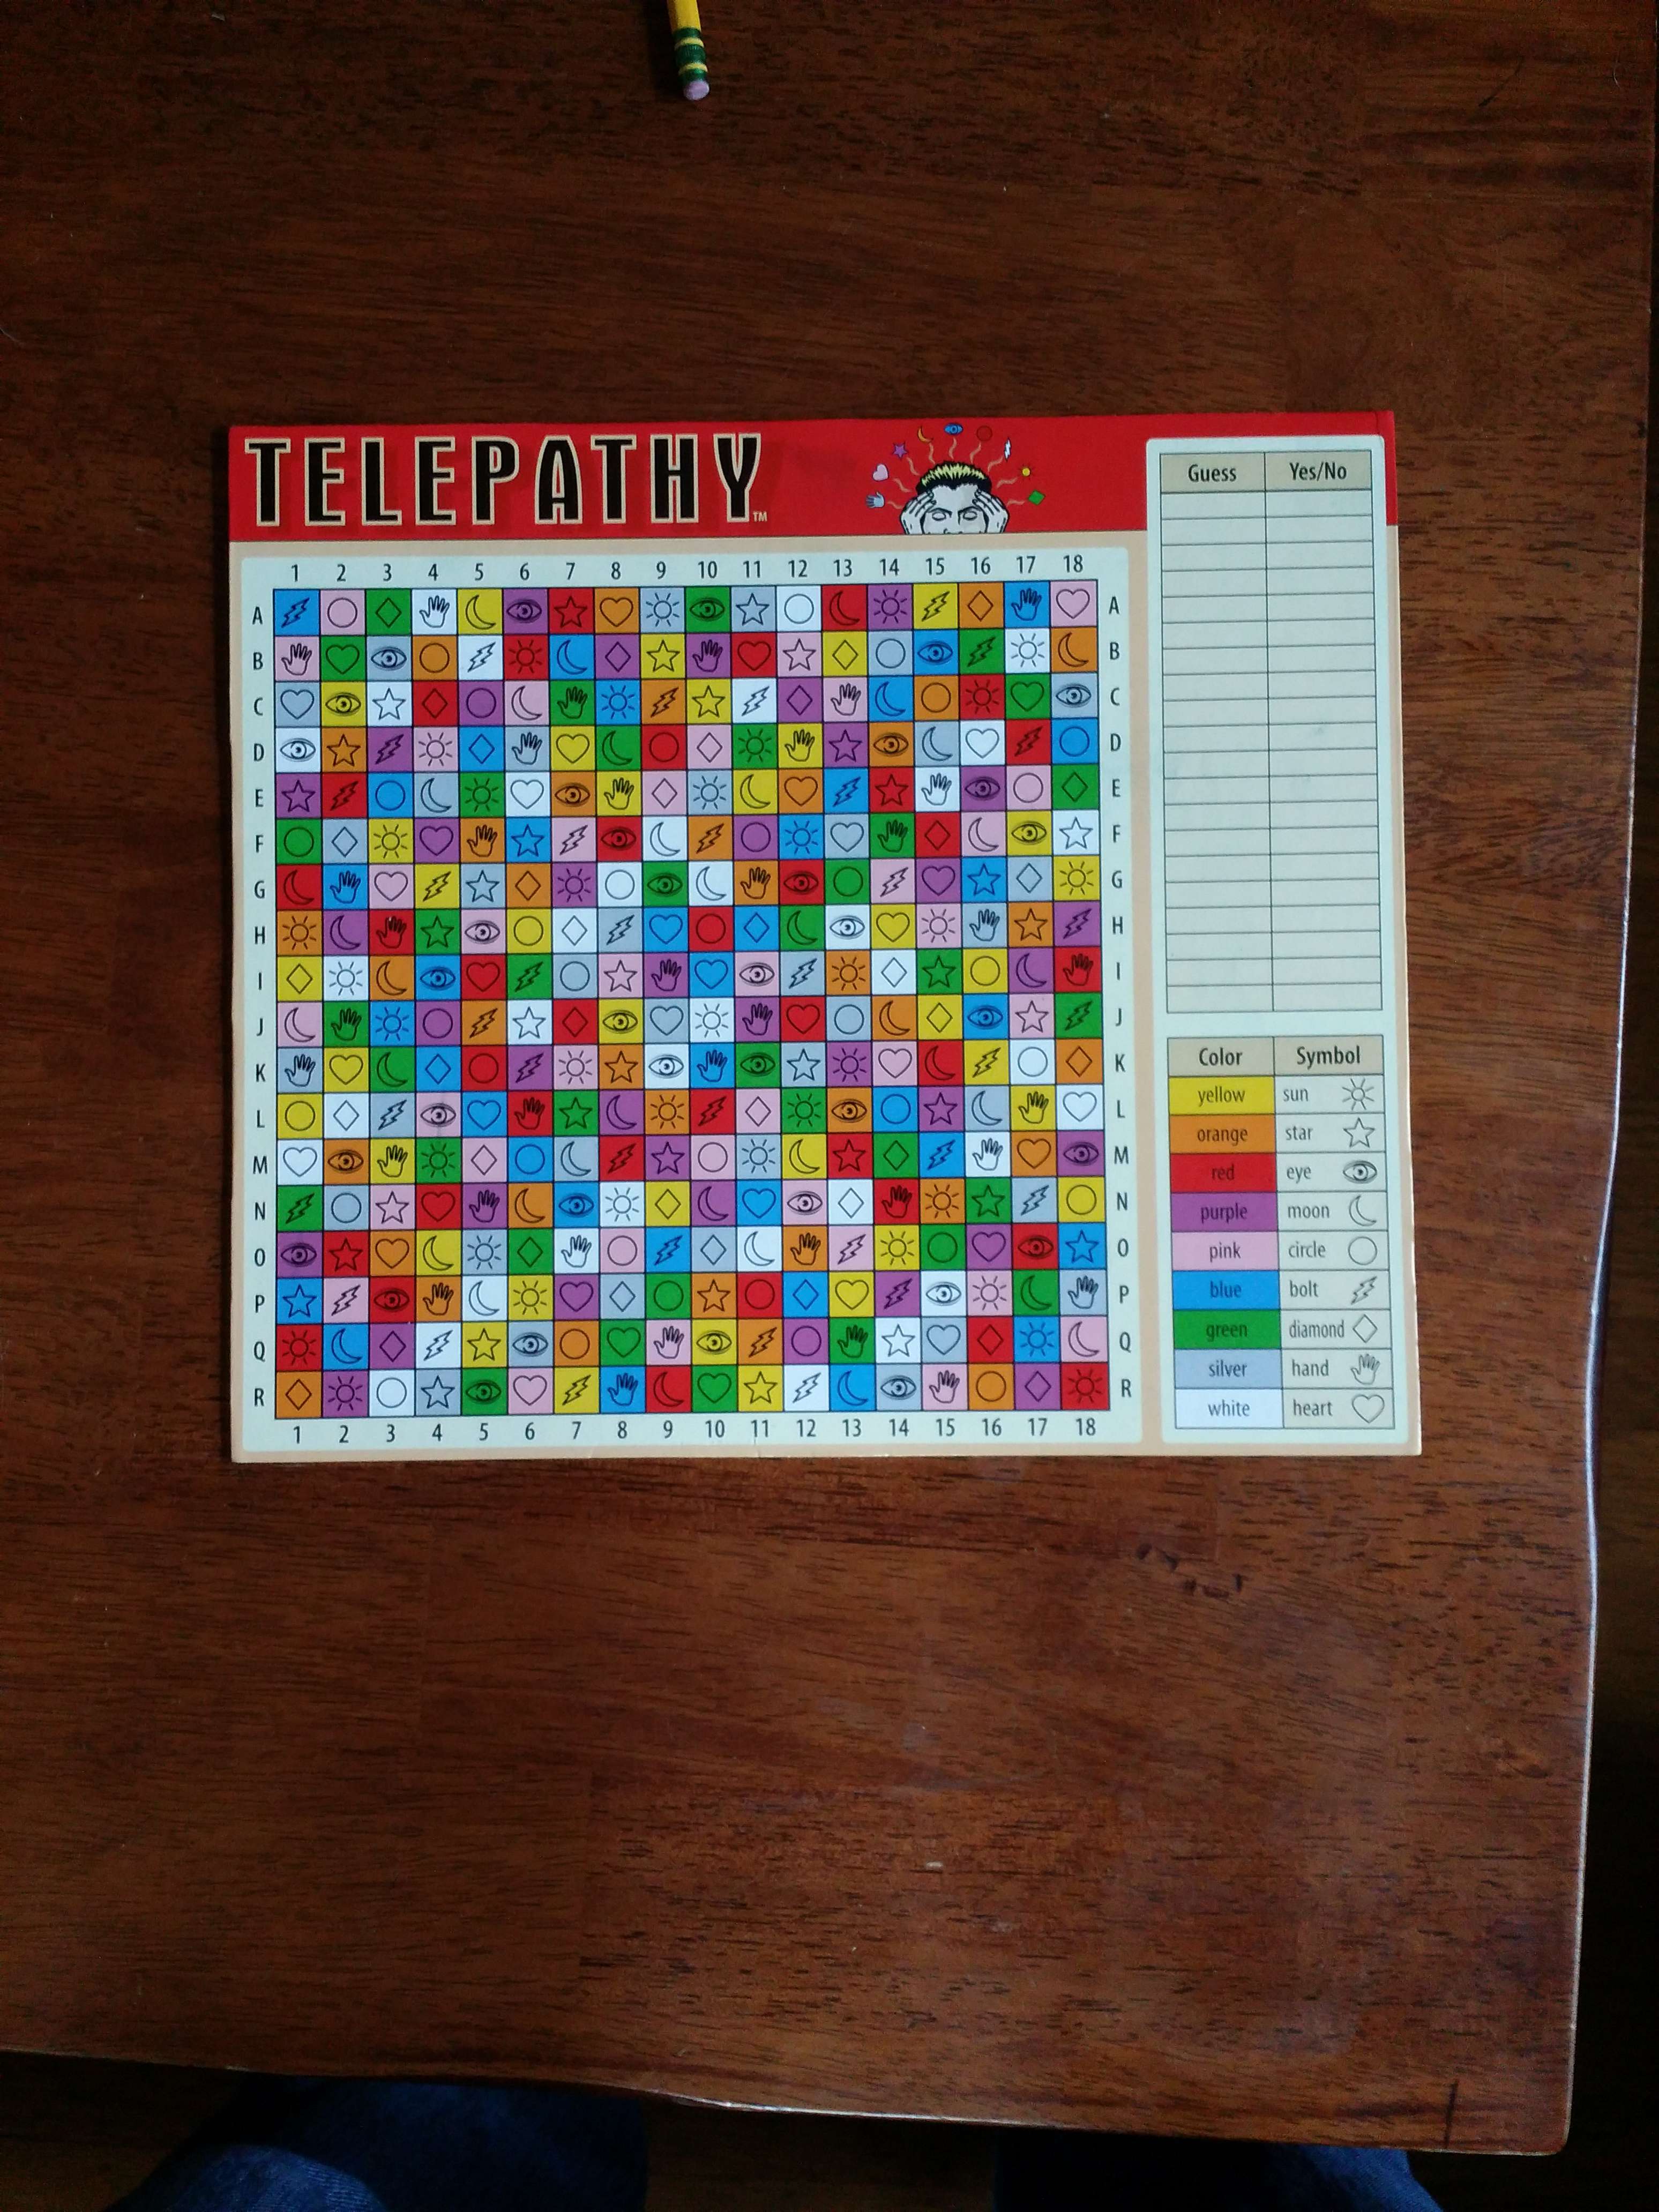 TELEPATHY™
Guess Yes/No
1 2 3 4 5 6 7 8 9 10 11 12 13 14 15 16 17 18
A A
B B
C C
D D
E E
F F
G G
H H
I I
J J
K K
L L
M M
N N
O O
P P
Q Q
R R
1 2 3 4 5 6 7 8 9 10 11 12 13 14 15 16 17 18
Color Symbol
yellow sun
orange star
red eye
purple moon
pink circle
blue bolt
green diamond
silver hand
white heart